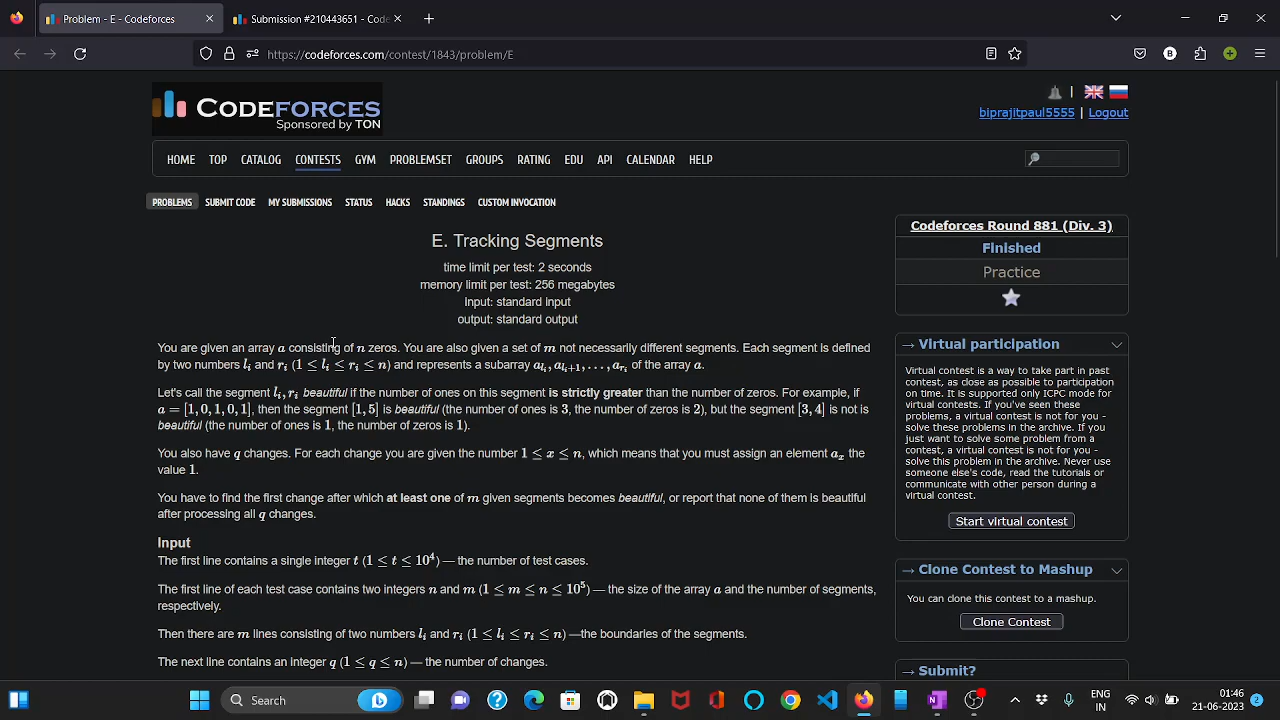 Problem - E - Codeforces
Submission #210443651 - Code
https://codeforces.com/contest/1843/problem/E
CODEFORCES
Sponsored by TON
biprajitpaul5555 | Logout
HOME TOP CATALOG CONTESTS GYM PROBLEMSET GROUPS RATING EDU API CALENDAR HELP
PROBLEMS SUBMIT CODE MY SUBMISSIONS STATUS HACKS STANDINGS CUSTOM INVOCATION
E. Tracking Segments
time limit per test: 2 seconds
memory limit per test: 256 megabytes
input: standard input
output: standard output
You are given an array a consisting of n zeros. You are also given a set of m not necessarily different segments. Each segment is defined
by two numbers l_i and r_i (1 ≤ l_i ≤ r_i ≤ n) and represents a subarray a_{l_i}, a_{l_i+1}, . . . , a_{r_i} of the array a.
Let's call the segment l_i, r_i beautiful if the number of ones on this segment is strictly greater than the number of zeros. For example, if
a = [1, 0, 1, 0, 1], then the segment [1, 5] is beautiful (the number of ones is 3, the number of zeros is 2), but the segment [3, 4] is not is
beautiful (the number of ones is 1, the number of zeros is 1).
You also have q changes. For each change you are given the number 1 ≤ x ≤ n, which means that you must assign an element a_x the
value 1.
You have to find the first change after which at least one of m given segments becomes beautiful, or report that none of them is beautiful
after processing all q changes.
Input
The first line contains a single integer t (1 ≤ t ≤ 10^4) — the number of test cases.
The first line of each test case contains two integers n and m (1 ≤ m ≤ n ≤ 10^5) — the size of the array a and the number of segments,
respectively.
Then there are m lines consisting of two numbers l_i and r_i (1 ≤ l_i ≤ r_i ≤ n) —the boundaries of the segments.
The next line contains an integer q (1 ≤ q ≤ n) — the number of changes.
Codeforces Round 881 (Div. 3)
Finished
Practice
→ Virtual participation
Virtual contest is a way to take part in past
contest, as close as possible to participation
on time. It is supported only ICPC mode for
virtual contests. If you've seen these
problems, a virtual contest is not for you -
solve these problems in the archive. If you
just want to solve some problem from a
contest, a virtual contest is not for you -
solve this problem in the archive. Never use
someone else's code, read the tutorials or
communicate with other person during a
virtual contest.
Start virtual contest
→ Clone Contest to Mashup
You can clone this contest to a mashup.
Clone Contest
→ Submit?
Search
ENG
IN
01:46
21-06-2023
2